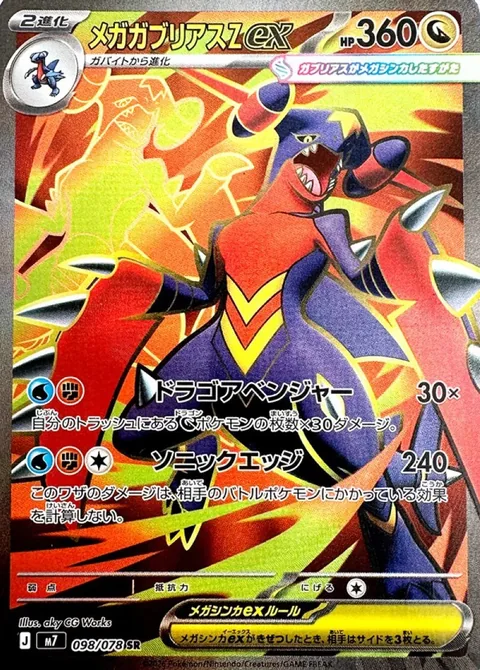 2進化
メガガブリアスZex
HP360
ガバイトから進化
ガブリアスがメガシンカしたすがた
ドラゴアベンジャー 30×
自分のトラッシュにあるポケモンの枚数×30ダメージ。
ソニックエッジ 240
このワザのダメージは、相手のバトルポケモンにかかっている効果
を計算しない。
弱点 抵抗力 にげる
Illus. aky CG Works
メガシンカexルール
J m7 098/078 SR
メガシンカexがきぜつしたとき、相手はサイドを3枚とる。
©2026 Pokémon/Nintendo/Creatures/GAME FREAK.